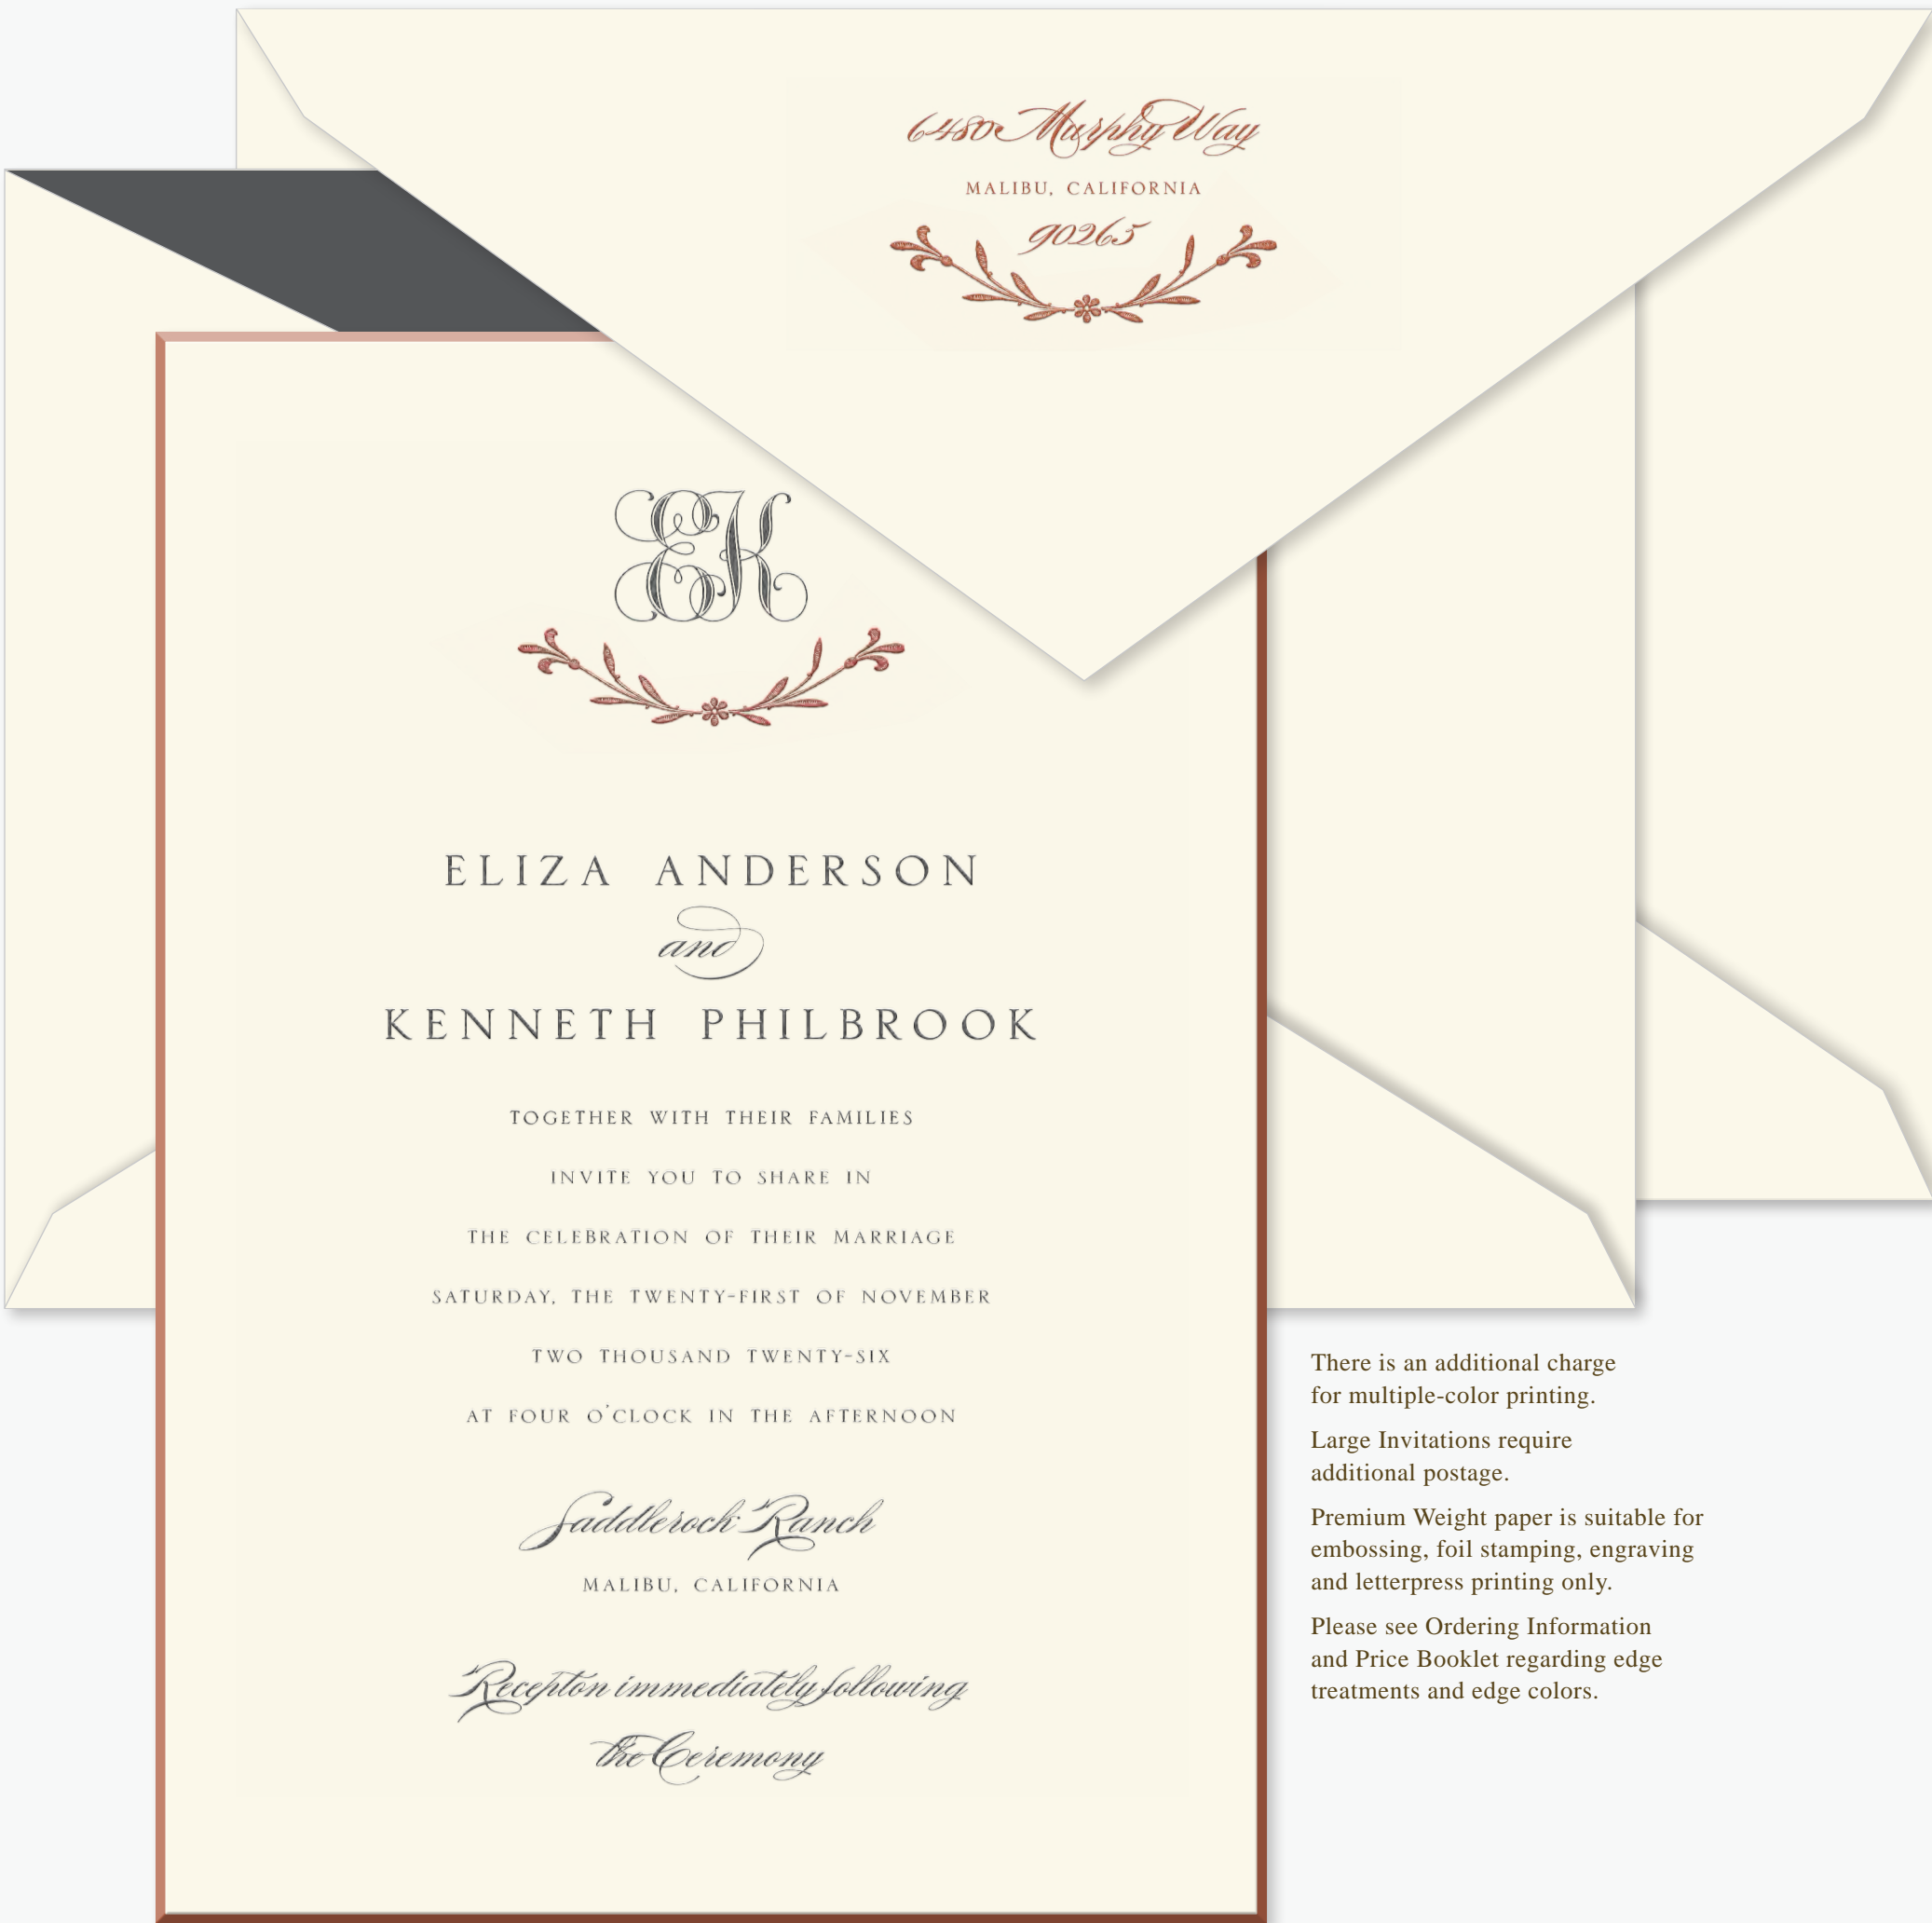 6480 Murphy Way
MALIBU, CALIFORNIA
90265
EK
ELIZA ANDERSON
and
KENNETH PHILBROOK
TOGETHER WITH THEIR FAMILIES
INVITE YOU TO SHARE IN
THE CELEBRATION OF THEIR MARRIAGE
SATURDAY, THE TWENTY-FIRST OF NOVEMBER
TWO THOUSAND TWENTY-SIX
AT FOUR O'CLOCK IN THE AFTERNOON
Saddlerock Ranch
MALIBU, CALIFORNIA
Recepton immediately following
the Ceremony
There is an additional charge
for multiple-color printing.
Large Invitations require
additional postage.
Premium Weight paper is suitable for
embossing, foil stamping, engraving
and letterpress printing only.
Please see Ordering Information
and Price Booklet regarding edge
treatments and edge colors.